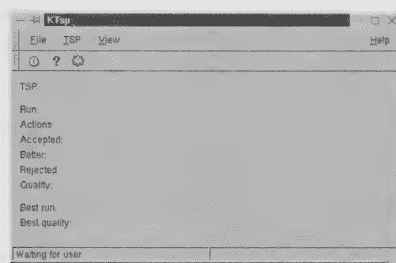 KTsp
File TSP View Help
?
TSP
Run.
Actions:
Accepted:
Better:
Rejected
Quality:
Best run.
Best quality:
Waiting for user